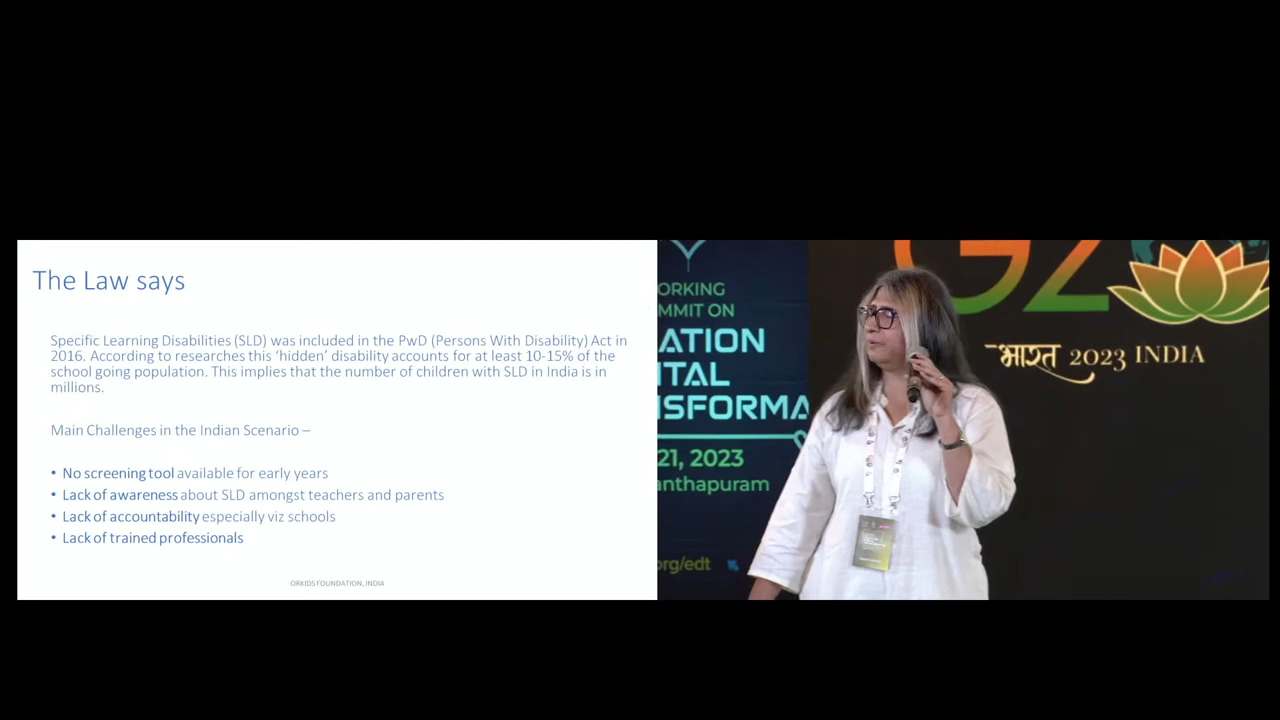 The Law says
Specific Learning Disabilities (SLD) was included in the PwD (Persons With Disability) Act in
2016. According to researches this ‘hidden’ disability accounts for at least 10-15% of the
school going population. This implies that the number of children with SLD in India is in
millions.
Main Challenges in the Indian Scenario –
• No screening tool available for early years
• Lack of awareness about SLD amongst teachers and parents
• Lack of accountability especially viz schools
• Lack of trained professionals
ORKIDS FOUNDATION, INDIA
ORKING
MMIT ON
ATION
ITAL
NSFORMA
21, 2023
anthapuram
org/edt
G20
भारत 2023 INDIA